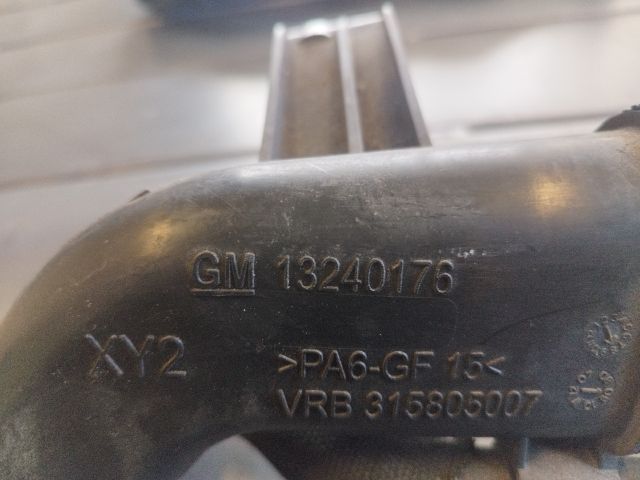 GM 13240176
XY2
>PA6-GF 15<
VRB 315805007